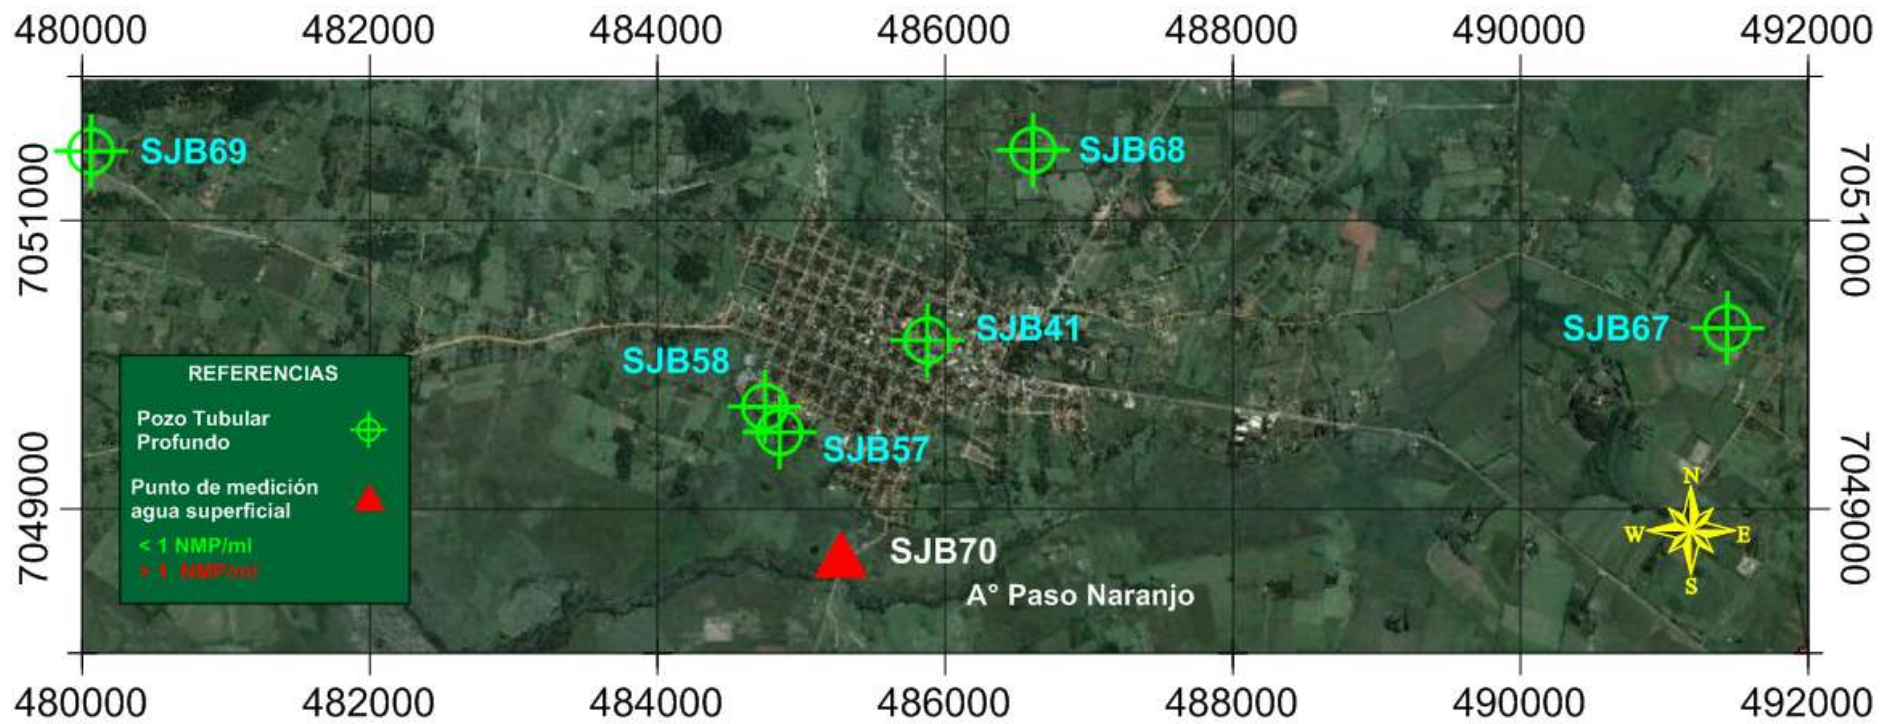 480000 482000 484000 486000 488000 490000 492000
SJB69
SJB68
7051000
7051000
SJB41
SJB67
SJB58
REFERENCIAS
Pozo Tubular
Profundo
SJB57
Punto de medición
agua superficial
< 1 NMP/ml
> 1 NMP/ml
7049000
7049000
N
W E
S
SJB70
A° Paso Naranjo
480000 482000 484000 486000 488000 490000 492000